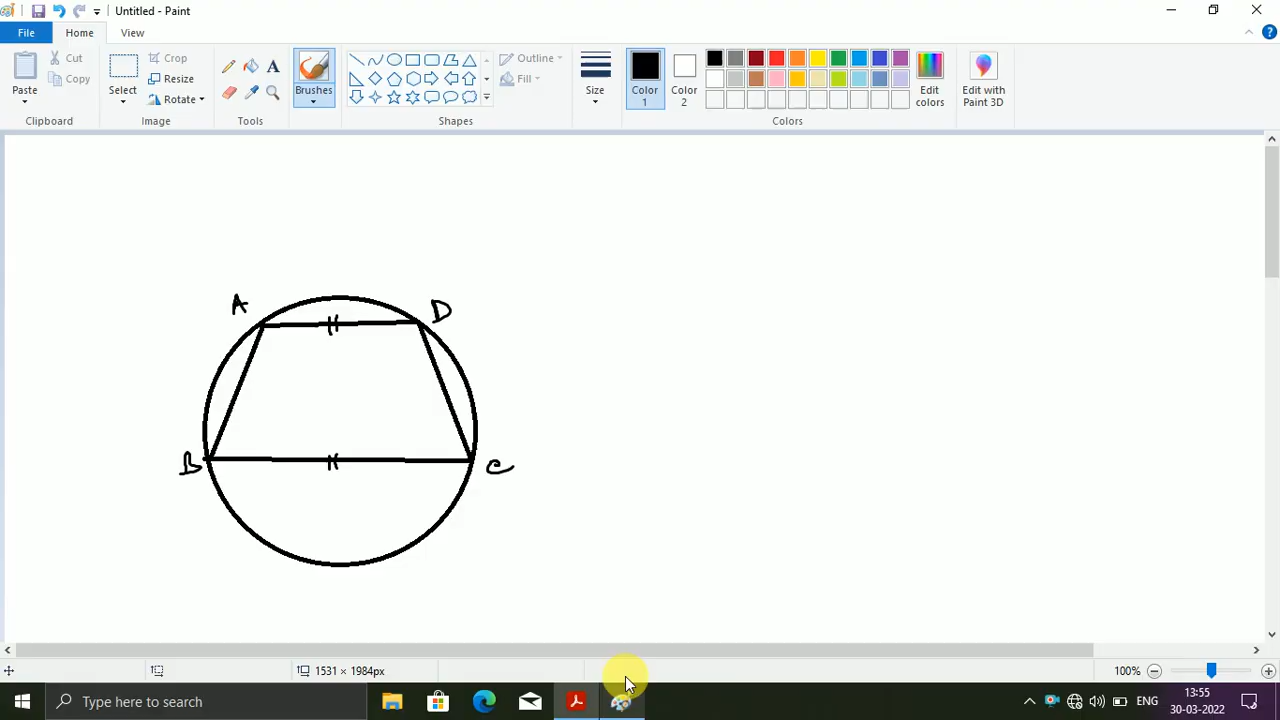 Untitled - Paint
File Home View
Paste
Cut
Copy
Clipboard
Select
Crop
Resize
Rotate
Image
A
Tools
Brushes
Outline
Fill
Shapes
Size
Color 1
Color 2
Edit colors
Colors
Edit with Paint 3D
A
D
B
C
1531 × 1984px
100%
Type here to search
ENG
13:55
30-03-2022